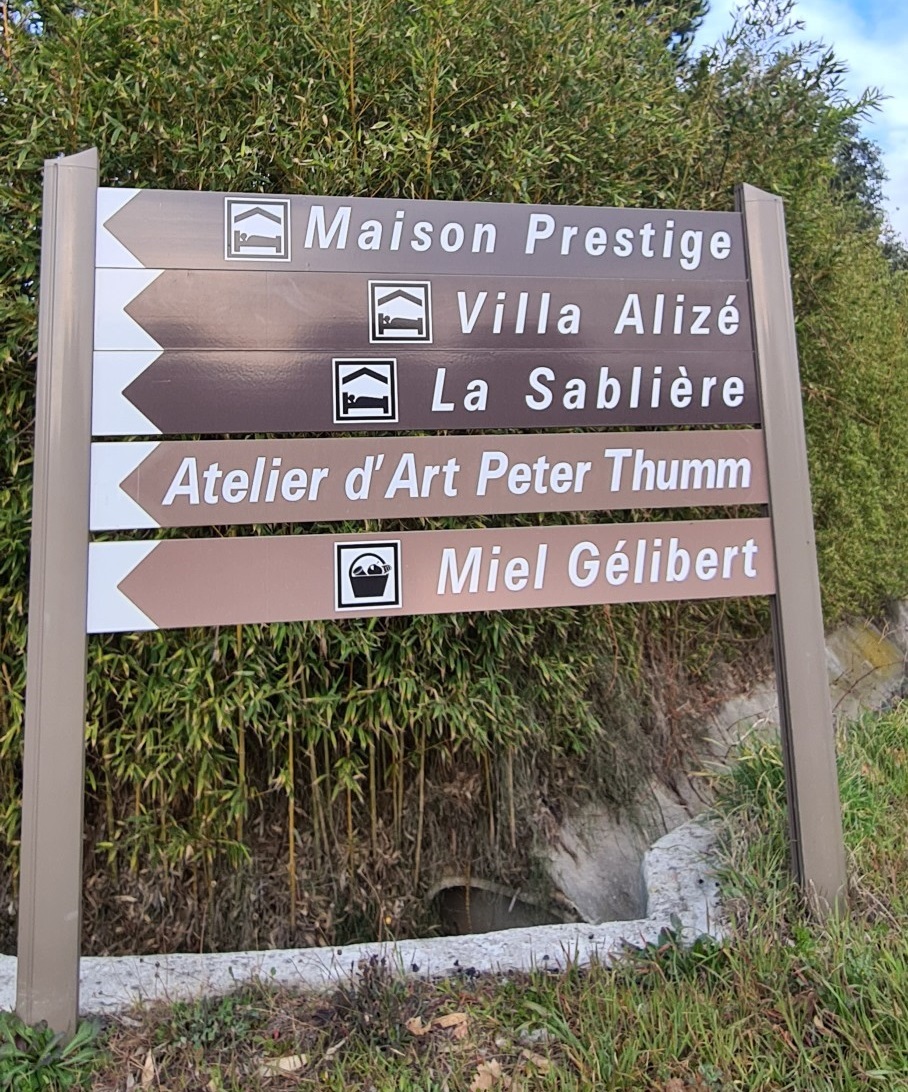 Maison Prestige
Villa Alizé
La Sablière
Atelier d'Art Peter Thumm
Miel Gélibert